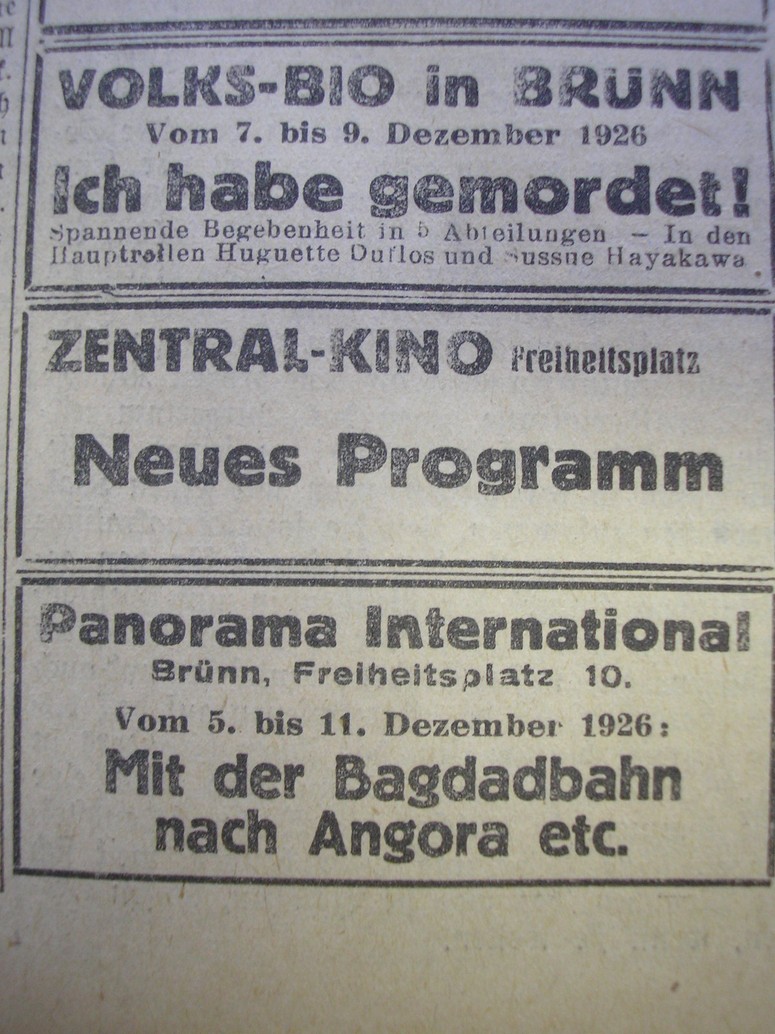 VOLKS-BIO in BRÜNN
Vom 7. bis 9. Dezember 1926
Ich habe gemordet!
Spannende Begebenheit in 5 Abteilungen — In den
Hauptrollen Huguette Duflos und Sussue Hayakawa
ZENTRAL-KINO Freiheitsplatz
Neues Programm
Panorama International
Brünn, Freiheitsplatz 10.
Vom 5. bis 11. Dezember 1926:
Mit der Bagdadbahn
nach Angora etc.